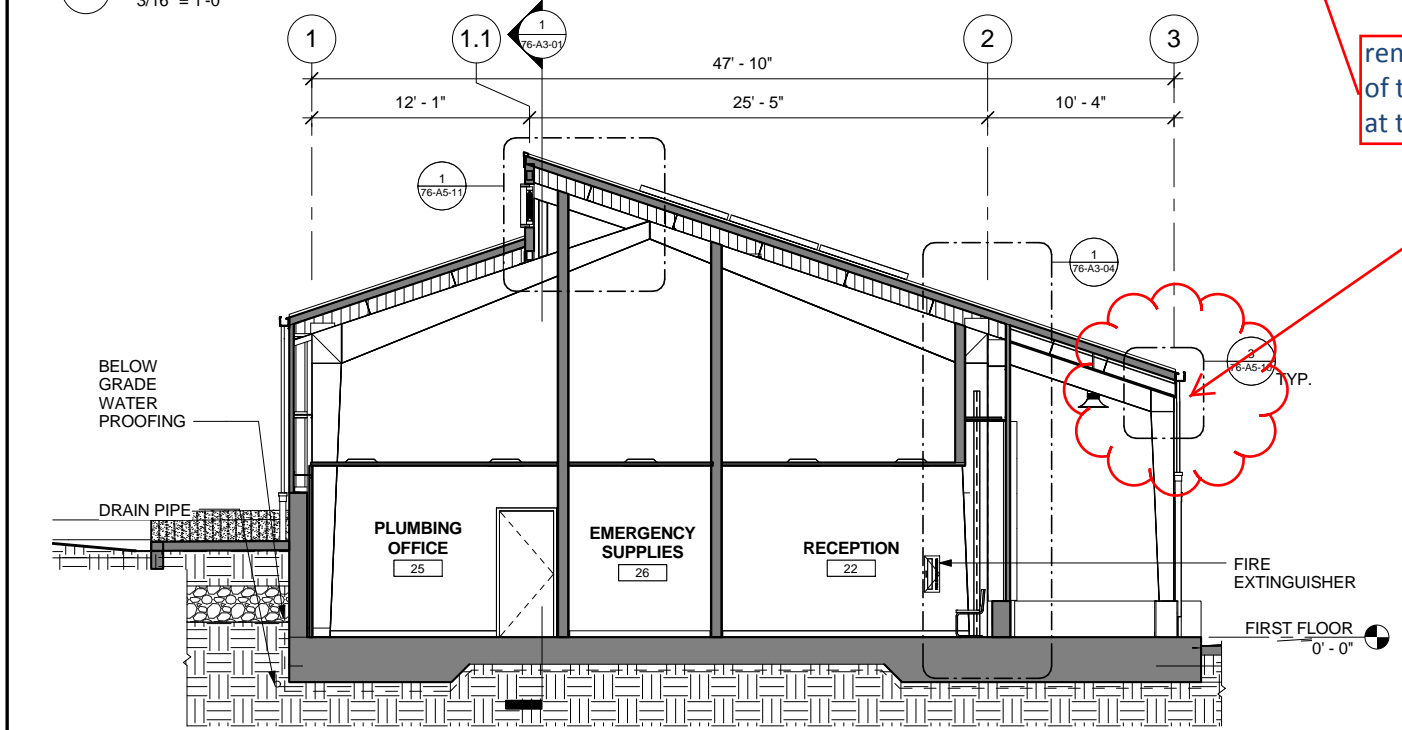 3/16" = 1'-0"
1
1.1
1
76-A3-01
2
3
47' - 10"
12' - 1"
25' - 5"
10' - 4"
of t
at t
1
76-A5-11
1
76-A3-04
3
TYP.
BELOW
GRADE
WATER
PROOFING
DRAIN PIPE
PLUMBING
OFFICE
25
EMERGENCY
SUPPLIES
26
RECEPTION
22
FIRE
EXTINGUISHER
FIRST FLOOR
0' - 0"